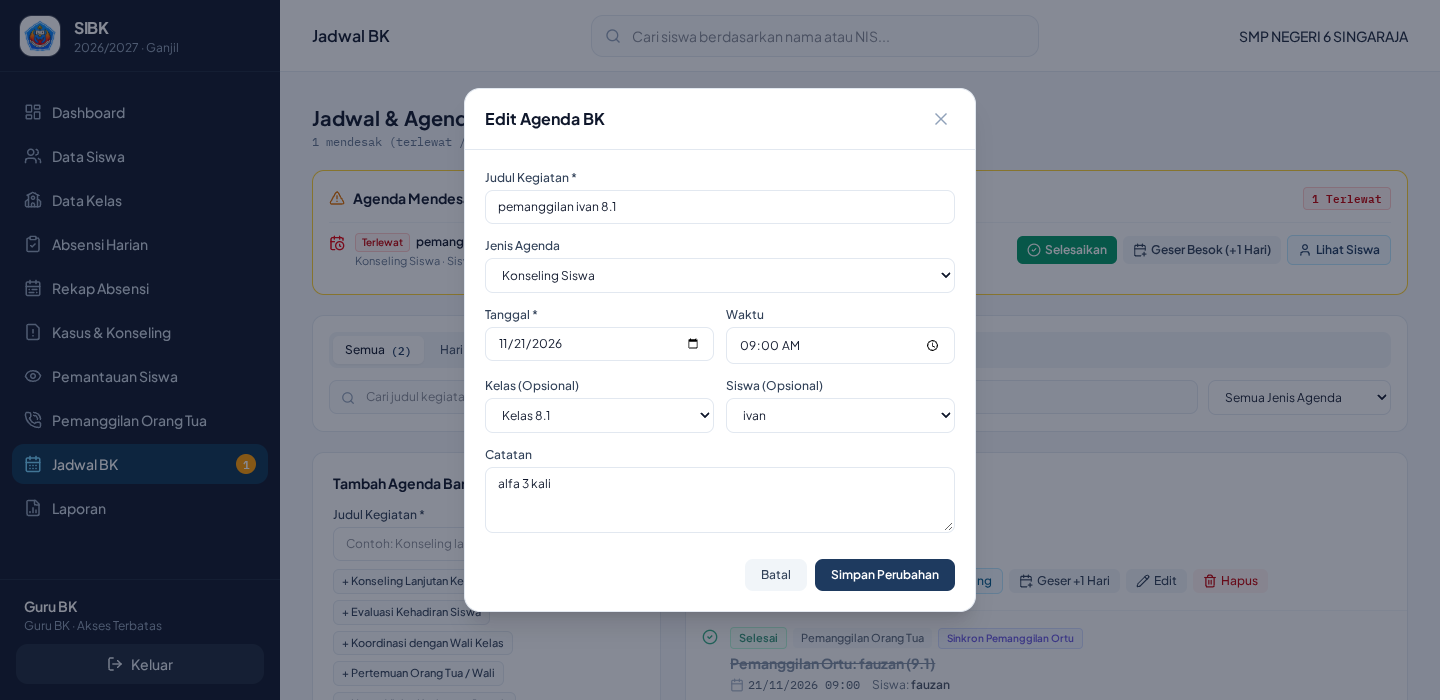 SIBK
2026/2027 · Ganjil
Dashboard
Data Siswa
Data Kelas
Absensi Harian
Rekap Absensi
Kasus & Konseling
Pemantauan Siswa
Pemanggilan Orang Tua
Jadwal BK
1
Laporan
Guru BK
Guru BK · Akses Terbatas
Keluar
Jadwal BK
Cari siswa berdasarkan nama atau NIS...
SMP NEGERI 6 SINGARAJA
Jadwal & Agend
1 mendesak (terlewat /
Agenda Mendes
1 Terlewat
Terlewat
pemang
Konseling Siswa · Sis
Selesaikan
Geser Besok (+1 Hari)
Lihat Siswa
Semua (2)
Hari
Cari judul kegiata
Semua Jenis Agenda
Tambah Agenda Bar
Judul Kegiatan *
Contoh: Konseling la
+ Konseling Lanjutan Ke
+ Evaluasi Kehadiran Siswa
+ Koordinasi dengan Wali Kelas
+ Pertemuan Orang Tua / Wali
ng
Geser +1 Hari
Edit
Hapus
Selesai
Pemanggilan Orang Tua
Sinkron Pemanggilan Ortu
Pemanggilan Ortu: fauzan (9.1)
21/11/2026 09:00
Siswa: fauzan
Edit Agenda BK
Judul Kegiatan *
pemanggilan ivan 8.1
Jenis Agenda
Konseling Siswa
Tanggal *
Waktu
11/21/2026
09:00 AM
Kelas (Opsional)
Siswa (Opsional)
Kelas 8.1
ivan
Catatan
alfa 3 kali
Batal
Simpan Perubahan